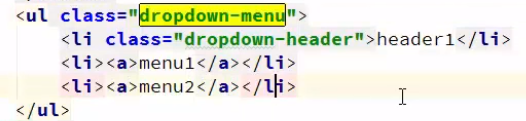 <ul class="dropdown-menu">
<li class="dropdown-header">header1</li>
<li><a>menu1</a></li>
<li><a>menu2</a></li>
</ul>